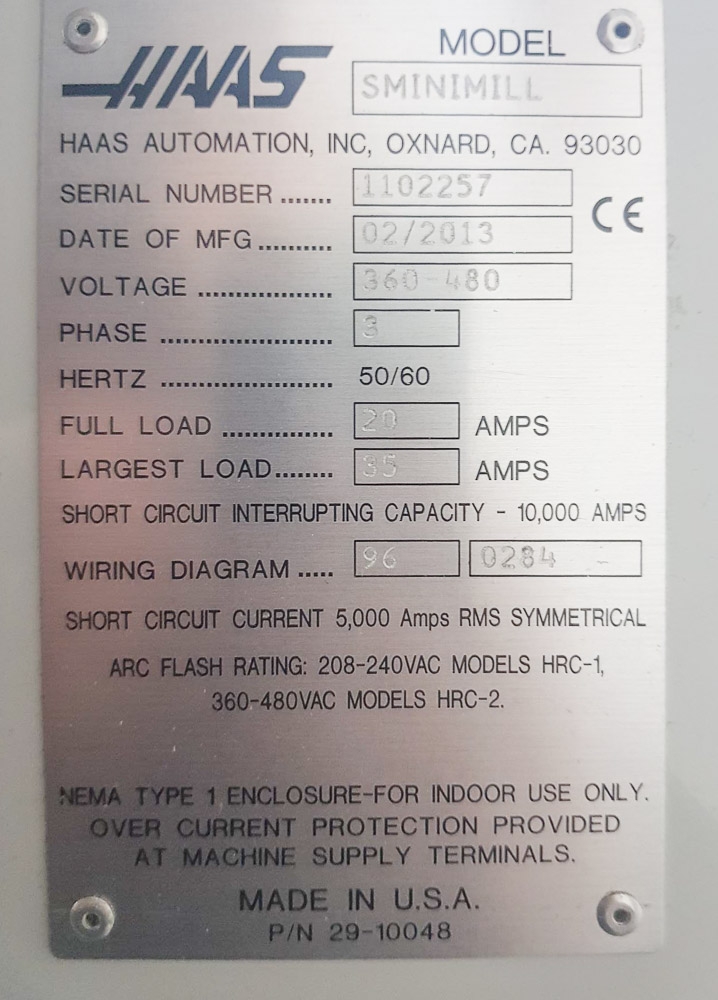 HAAS
MODEL
SMINIMILL
HAAS AUTOMATION, INC, OXNARD, CA. 93030
SERIAL NUMBER ....... 1102257
CE
DATE OF MFG .......... 02/2013
VOLTAGE .................. 360-480
PHASE ....................... 3
HERTZ ....................... 50/60
FULL LOAD ............... 20 AMPS
LARGEST LOAD........ 35 AMPS
SHORT CIRCUIT INTERRUPTING CAPACITY - 10,000 AMPS
WIRING DIAGRAM ..... 96 0284 -
SHORT CIRCUIT CURRENT 5,000 Amps RMS SYMMETRICAL
ARC FLASH RATING: 208-240VAC MODELS HRC-1,
360-480VAC MODELS HRC-2.
NEMA TYPE 1 ENCLOSURE-FOR INDOOR USE ONLY.
OVER CURRENT PROTECTION PROVIDED
AT MACHINE SUPPLY TERMINALS.
MADE IN U.S.A.
P/N 29-10048